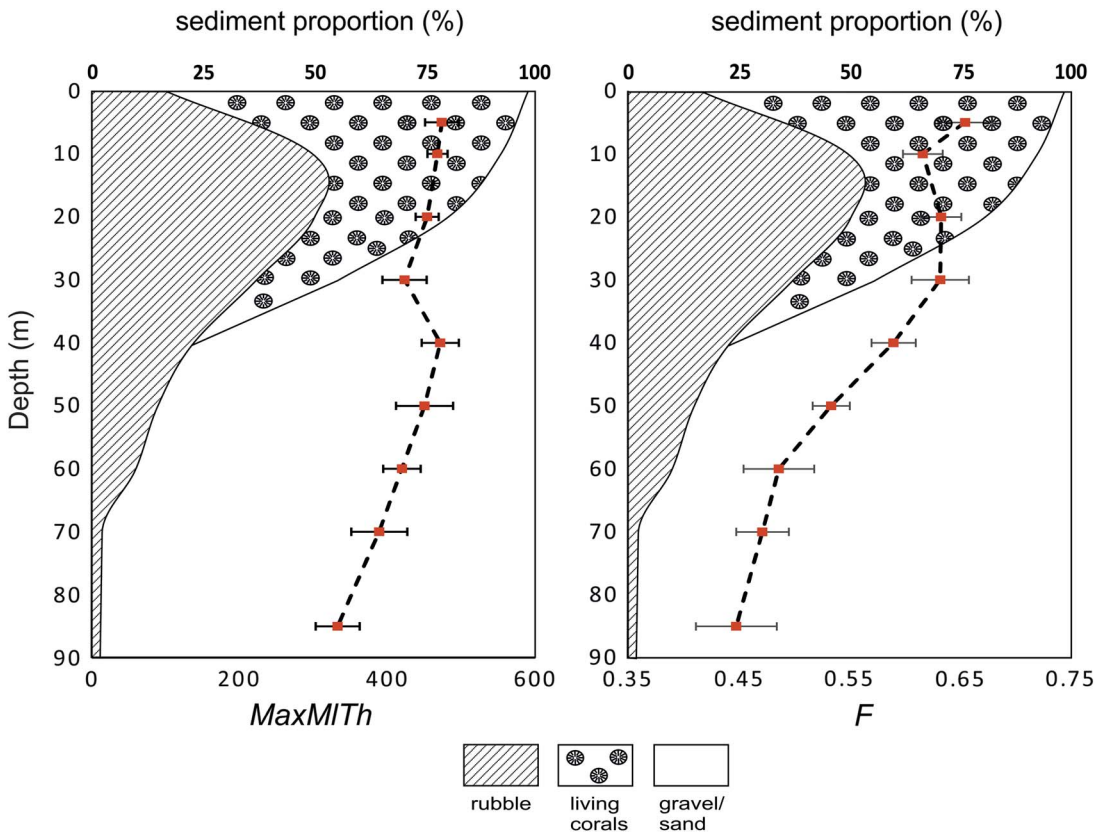 sediment proportion (%)
sediment proportion (%)
0 25 50 75 100
0 25 50 75 100
Depth (m)
0
10
20
30
40
50
60
70
80
90
0
10
20
30
40
50
60
70
80
90
0 200 400 600
0.35 0.45 0.55 0.65 0.75
MaxMlTh
F
rubble
living
corals
gravel/
sand